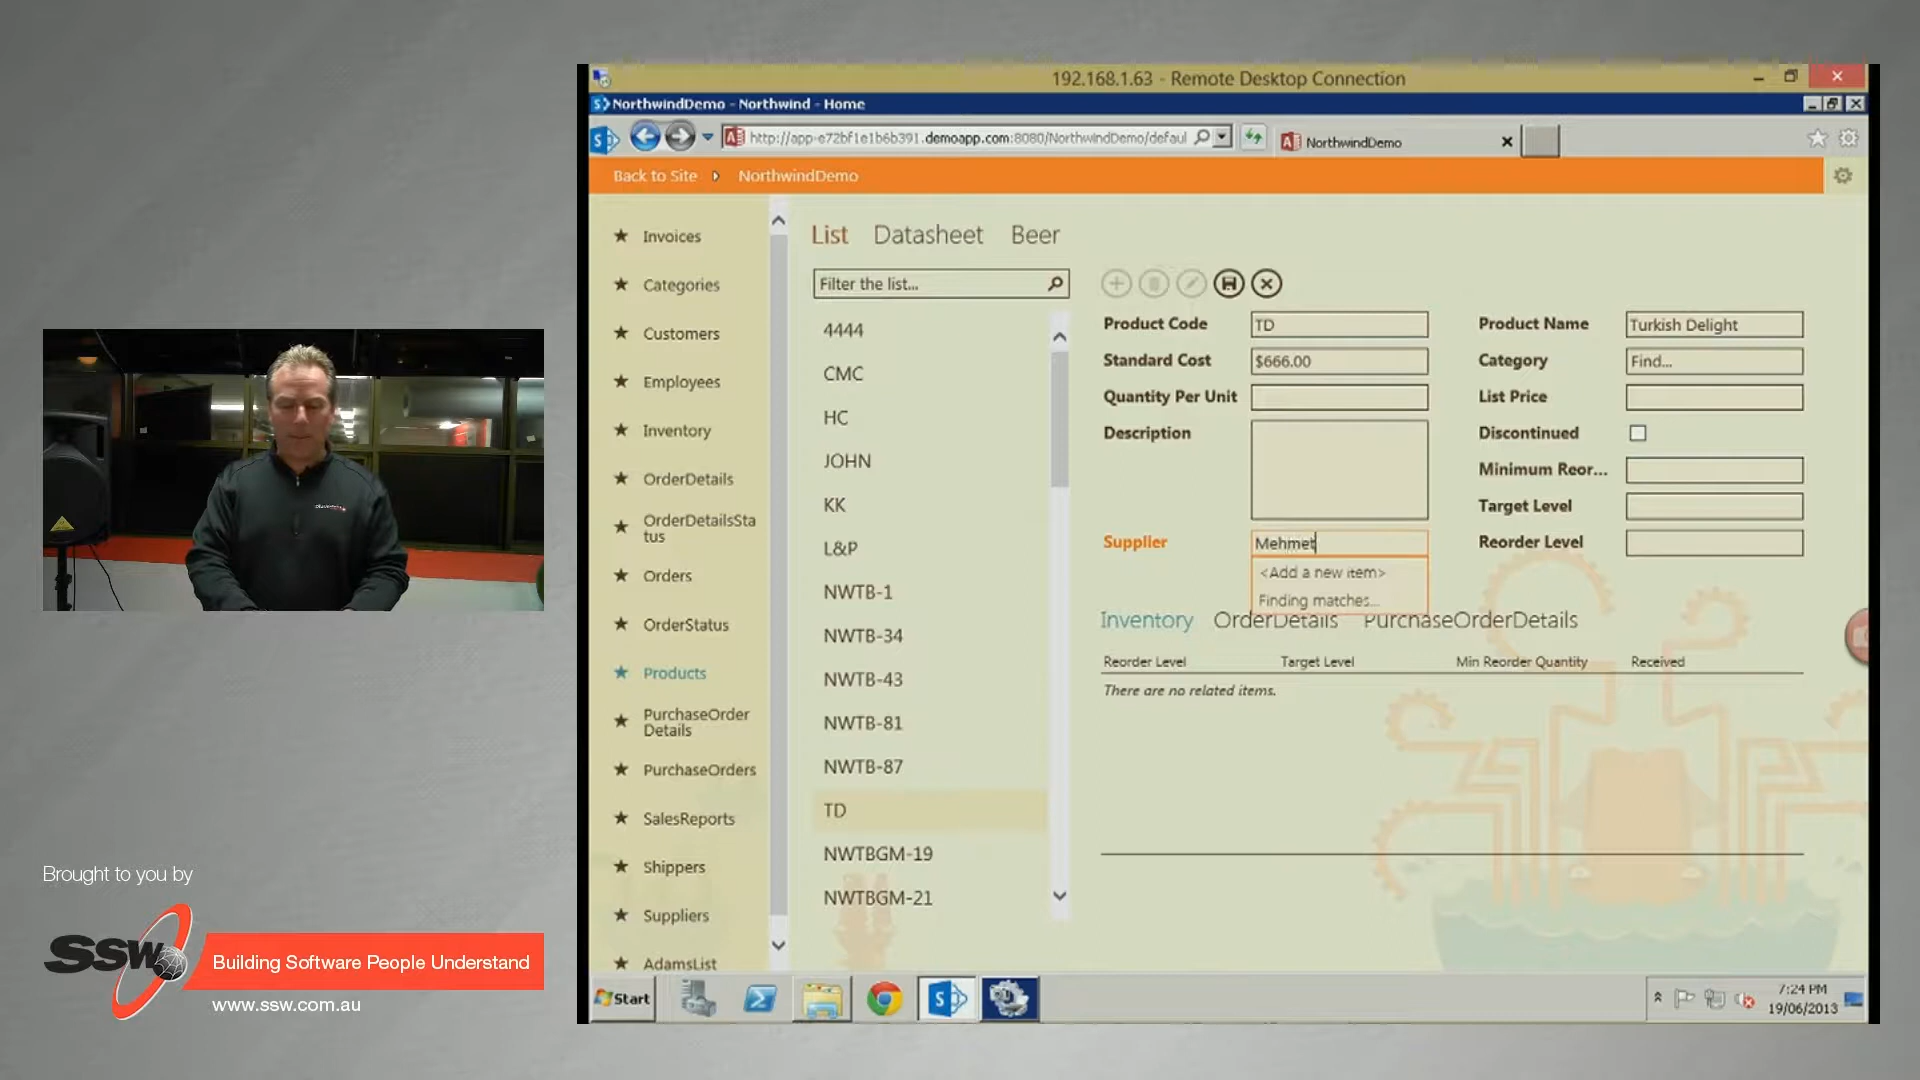 192.168.1.63 - Remote Desktop Connection
NorthwindDemo - Northwind - Home
http://app-e72bf1e1b6b391.demoapp.com:8080/NorthwindDemo/defaul
NorthwindDemo
Back to Site
NorthwindDemo
Invoices
Categories
Customers
Employees
Inventory
OrderDetails
OrderDetailsSta
tus
Orders
OrderStatus
Products
PurchaseOrder
Details
PurchaseOrders
SalesReports
Shippers
Suppliers
AdamsList
List Datasheet Beer
Filter the list...
4444
CMC
HC
JOHN
KK
L&P
NWTB-1
NWTB-34
NWTB-43
NWTB-81
NWTB-87
TD
NWTBGM-19
NWTBGM-21
Product Code TD
Product Name Turkish Delight
Standard Cost $666.00
Category Find...
Quantity Per Unit
List Price
Description
Discontinued
Minimum Reor...
Target Level
Supplier Mehmet
Reorder Level
<Add a new item>
Finding matches...
Inventory OrderDetails PurchaseOrderDetails
Reorder Level Target Level Min Reorder Quantity Received
There are no related items.
Start
7:24 PM
19/06/2013
Brought to you by
SSW
Building Software People Understand
www.ssw.com.au